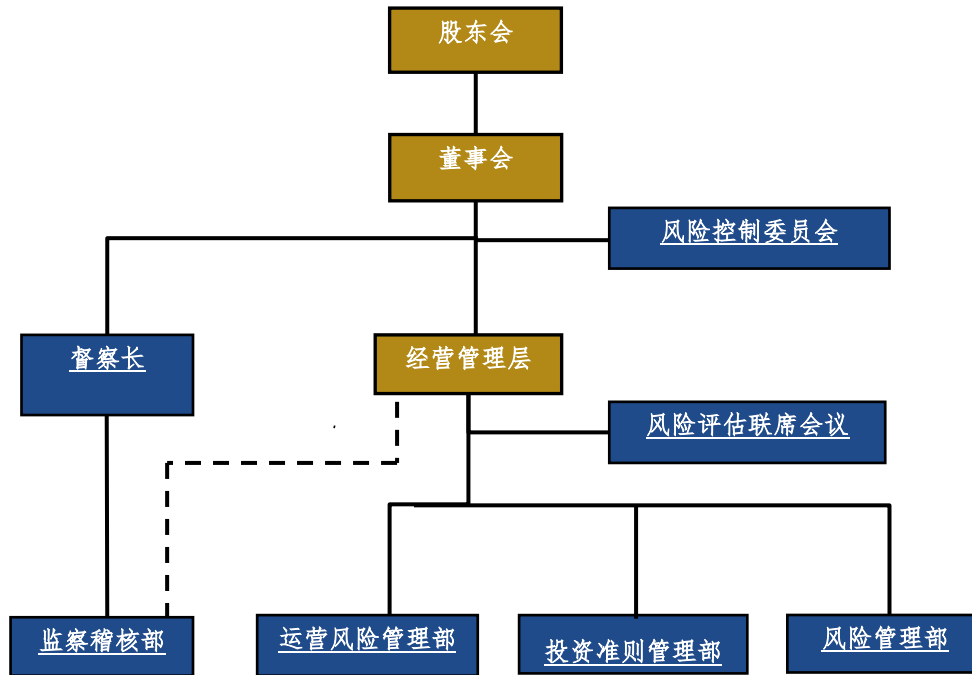 股东会
董事会
风险控制委员会
督察长
经营管理层
风险评估联席会议
监察稽核部
运营风险管理部
投资准则管理部
风险管理部